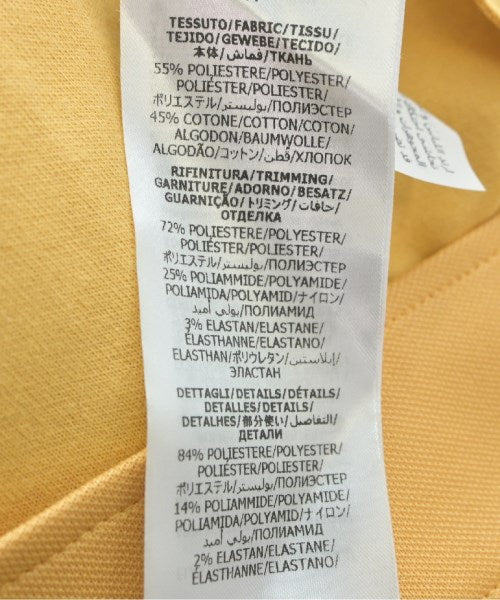 TESSUTO/FABRIC/TISSU/
TEJIDO/GEWEBE/TECIDO/
本体/قماش/ТКАНЬ
55% POLIESTERE/POLYESTER/
POLIÉSTER/POLIESTER/
ポリエステル/بوليستر/ПОЛИЭСТЕР
45% COTONE/COTTON/COTON/
ALGODON/BAUMWOLLE/
ALGODÃO/コットン/قطن/ХЛОПОК
RIFINITURA/TRIMMING/
GARNITURE/ADORNO/BESATZ/
GUARNIÇÃO/トリミング/حافات/
ОТДЕЛКА
72% POLIESTERE/POLYESTER/
POLIÉSTER/POLIESTER/
ポリエステル/بوليستر/ПОЛИЭСТЕР
25% POLIAMMIDE/POLYAMIDE/
POLIAMIDA/POLYAMID/ナイロン/
بولي أميد/ПОЛИАМИД
3% ELASTAN/ELASTANE/
ÉLASTHANNE/ELASTANO/
ELASTHAN/ポリウレタン/إيلاستين/
ЭЛАСТАН
DETTAGLI/DETAILS/DÉTAILS/
DETALLES/DETAILS/
DETALHES/部分使い/التفاصيل/
ДЕТАЛИ
84% POLIESTERE/POLYESTER/
POLIÉSTER/POLIESTER/
ポリエステル/بوليستر/ПОЛИЭСТЕР
14% POLIAMMIDE/POLYAMIDE/
POLIAMIDA/POLYAMID/ナイロン/
بولي أميد/ПОЛИАМИД
2% ELASTAN/ELASTANE/
ÉLASTHANNE/ELASTANO/